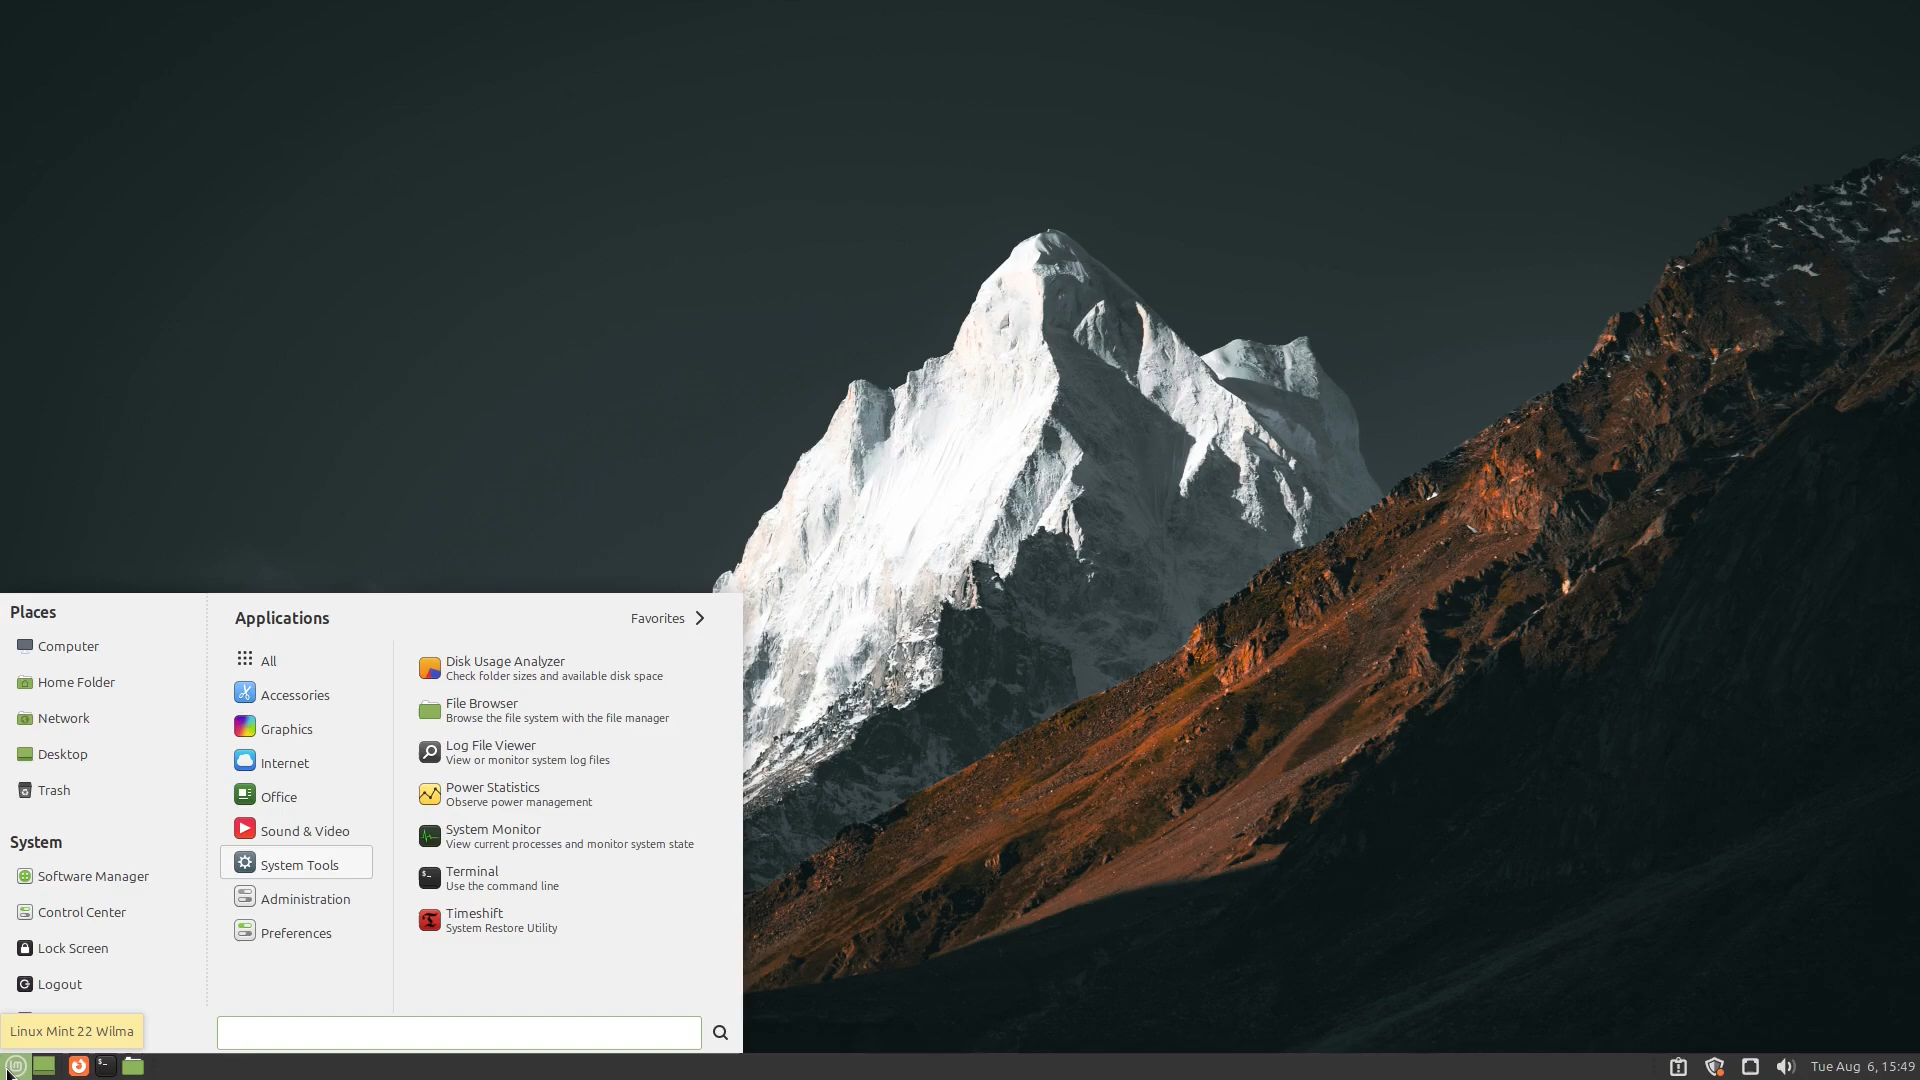 Places
Computer
Home Folder
Network
Desktop
Trash
System
Software Manager
Control Center
Lock Screen
Logout
Linux Mint 22 Wilma
Applications
Favorites
All
Accessories
Graphics
Internet
Office
Sound & Video
System Tools
Administration
Preferences
Disk Usage Analyzer
Check folder sizes and available disk space
File Browser
Browse the file system with the file manager
Log File Viewer
View or monitor system log files
Power Statistics
Observe power management
System Monitor
View current processes and monitor system state
Terminal
Use the command line
Timeshift
System Restore Utility
Tue Aug 6, 15:49